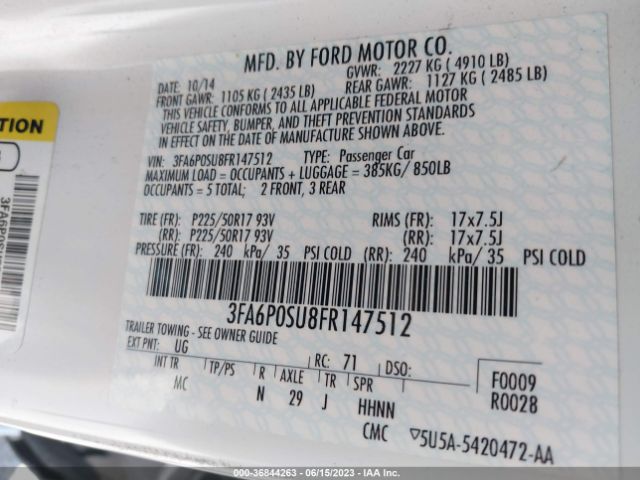 MFD. BY FORD MOTOR CO.
DATE: 10/14 GVWR: 2227 KG ( 4910 LB)
FRONT GAWR: 1105 KG ( 2435 LB) REAR GAWR: 1127 KG ( 2485 LB)
THIS VEHICLE CONFORMS TO ALL APPLICABLE FEDERAL MOTOR
VEHICLE SAFETY, BUMPER, AND THEFT PREVENTION STANDARDS
IN EFFECT ON THE DATE OF MANUFACTURE SHOWN ABOVE.
VIN: 3FA6P0SU8FR147512 TYPE: Passenger Car
MAXIMUM LOAD = OCCUPANTS + LUGGAGE = 385KG/ 850LB
OCCUPANTS = 5 TOTAL; 2 FRONT, 3 REAR
TIRE (FR): P225/50R17 93V RIMS (FR): 17x7.5J
(RR): P225/50R17 93V (RR): 17x7.5J
PRESSURE (FR): 240 kPa/ 35 PSI COLD (RR): 240 kPa/ 35 PSI COLD
3FA6P0SU8FR147512
TRAILER TOWING - SEE OWNER GUIDE
EXT PNT: UG RC: 71 DSO: F0009
INT TR TP/PS R AXLE TR SPR R0028
MC N 29 J HHNN
CMC ▽5U5A-5420472-AA
TION
3FA6P0S
© - 36844263 - 06/15/2023 - IAA Inc.